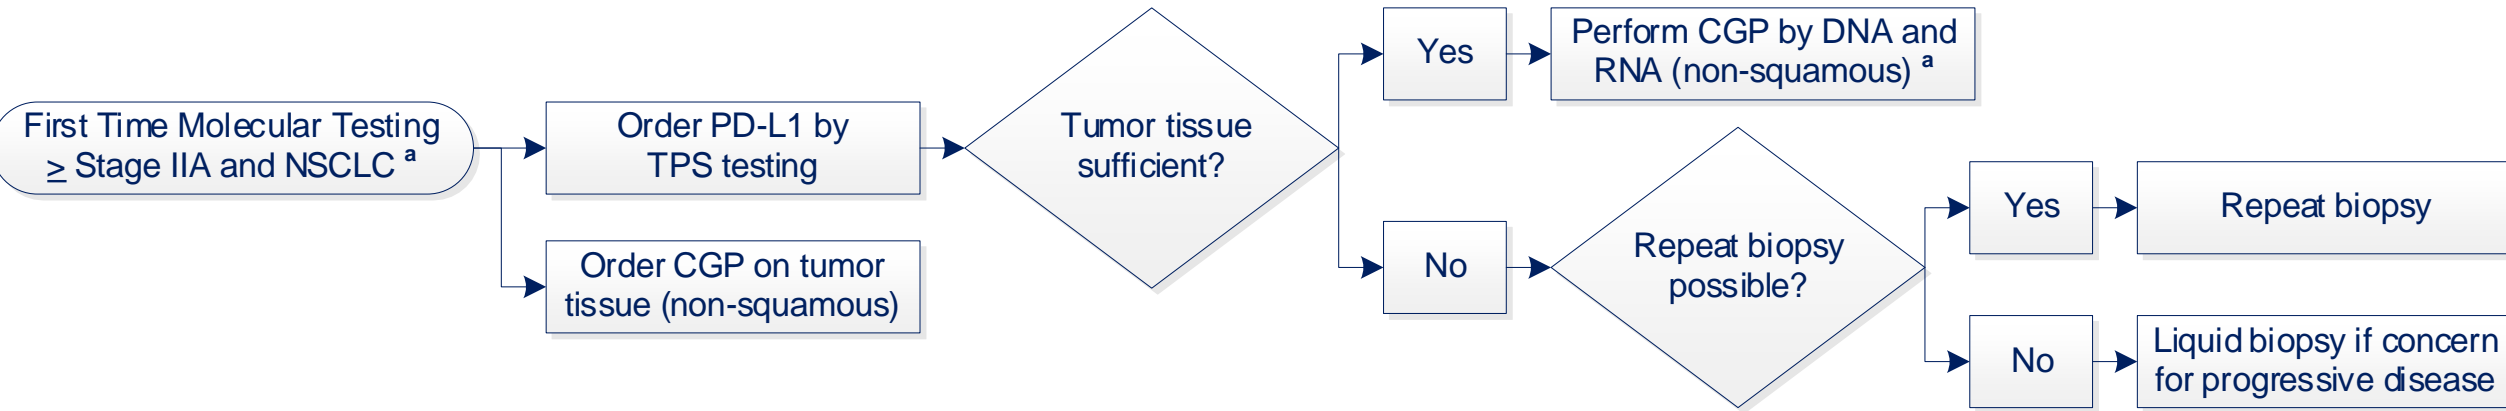 First Time Molecular Testing
≥ Stage IIA and NSCLC a
Order PD-L1 by
TPS testing
Order CGP on tumor
tissue (non-squamous)
Tumor tissue
sufficient?
Yes
Perform CGP by DNA and
RNA (non-squamous) a
No
Repeat biopsy
possible?
Yes
Repeat biopsy
No
Liquid biopsy if concern
for progressive disease